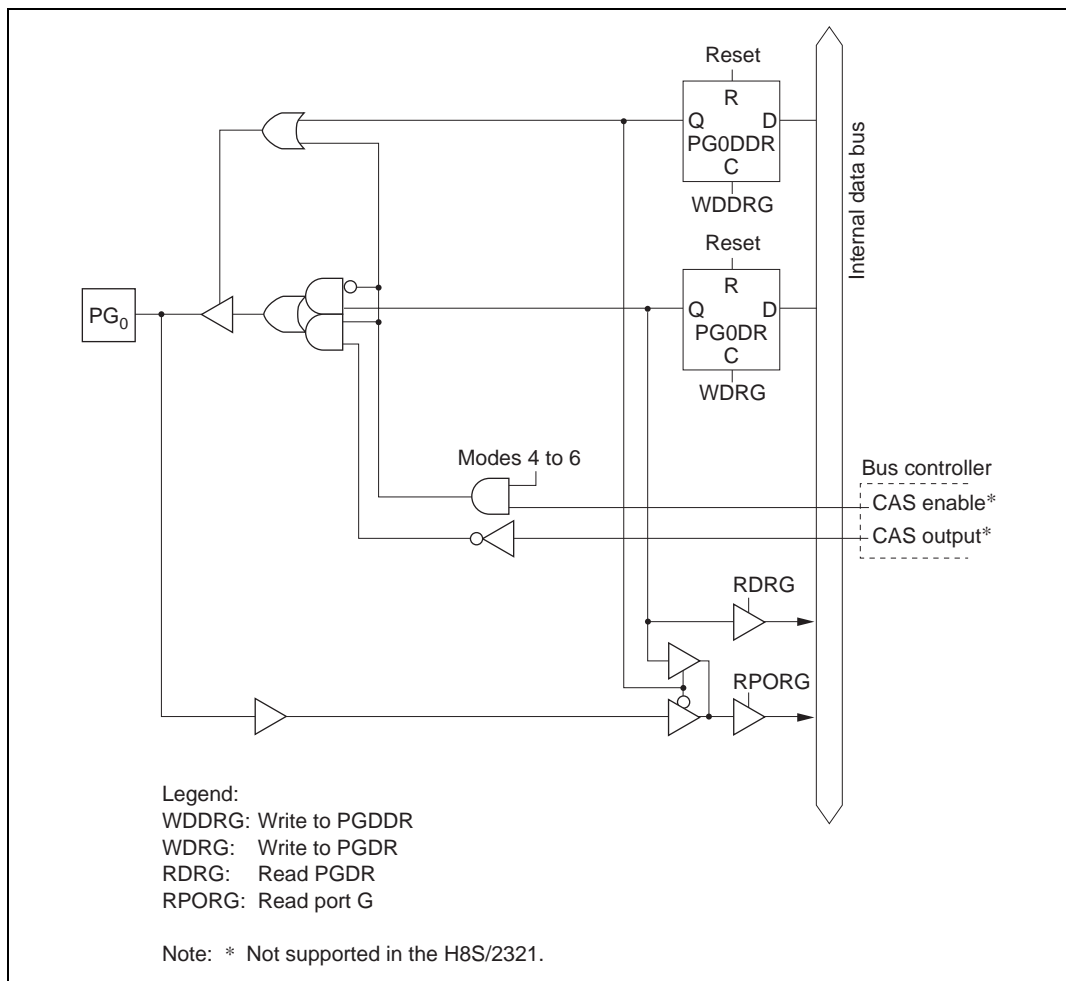 Reset
R
Q D
PG0DDR
C
WDDRG
Reset
R
Q D
PG0DR
C
WDRG
Internal data bus
PG0
Modes 4 to 6
Bus controller
CAS enable*
CAS output*
RDRG
RPORG
Legend:
WDDRG: Write to PGDDR
WDRG: Write to PGDR
RDRG: Read PGDR
RPORG: Read port G
Note: * Not supported in the H8S/2321.